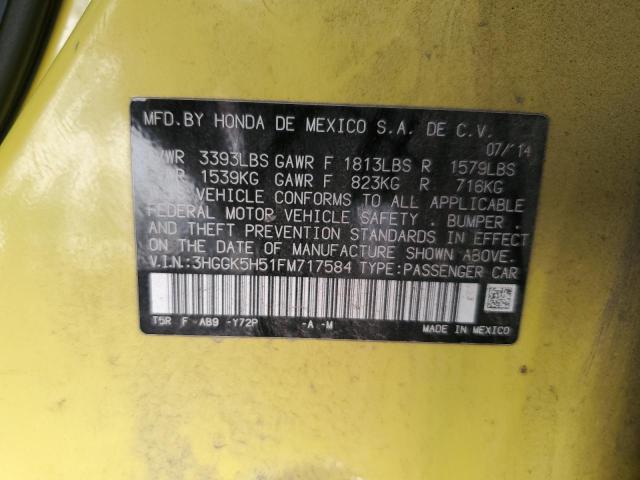 MFD.BY HONDA DE MEXICO S.A. DE C.V.
07/'14
VWR 3393LBS GAWR F 1813LBS R 1579LBS
1539KG GAWR F 823KG R 716KG
VEHICLE CONFORMS TO ALL APPLICABLE
FEDERAL MOTOR VEHICLE SAFETY . BUMPER .
AND THEFT PREVENTION STANDARDS IN EFFECT
ON THE DATE OF MANUFACTURE SHOWN ABOVE.
V.I.N.:3HGGK5H51FM717584 TYPE:PASSENGER CAR
T5R F -AB9 -Y72P -A -M
MADE IN MEXICO